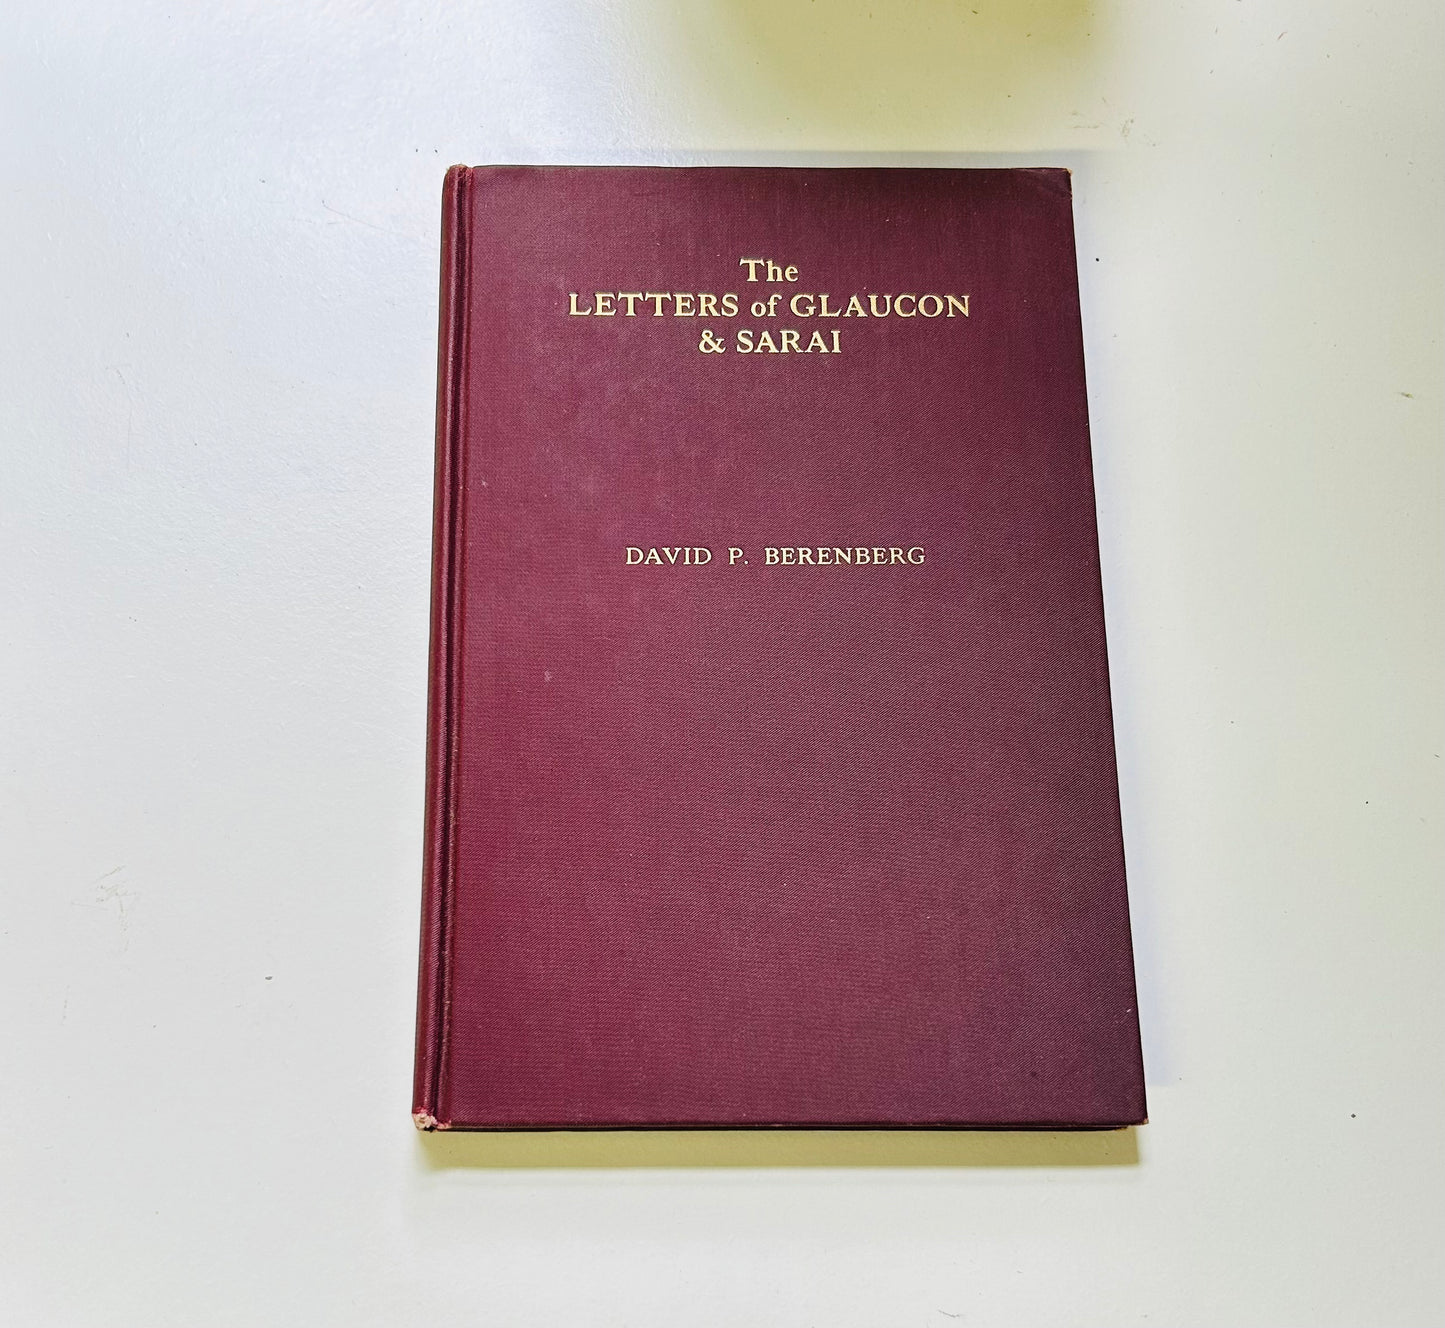 The
LETTERS of GLAUCON
& SARAI
DAVID P. BERENBERG